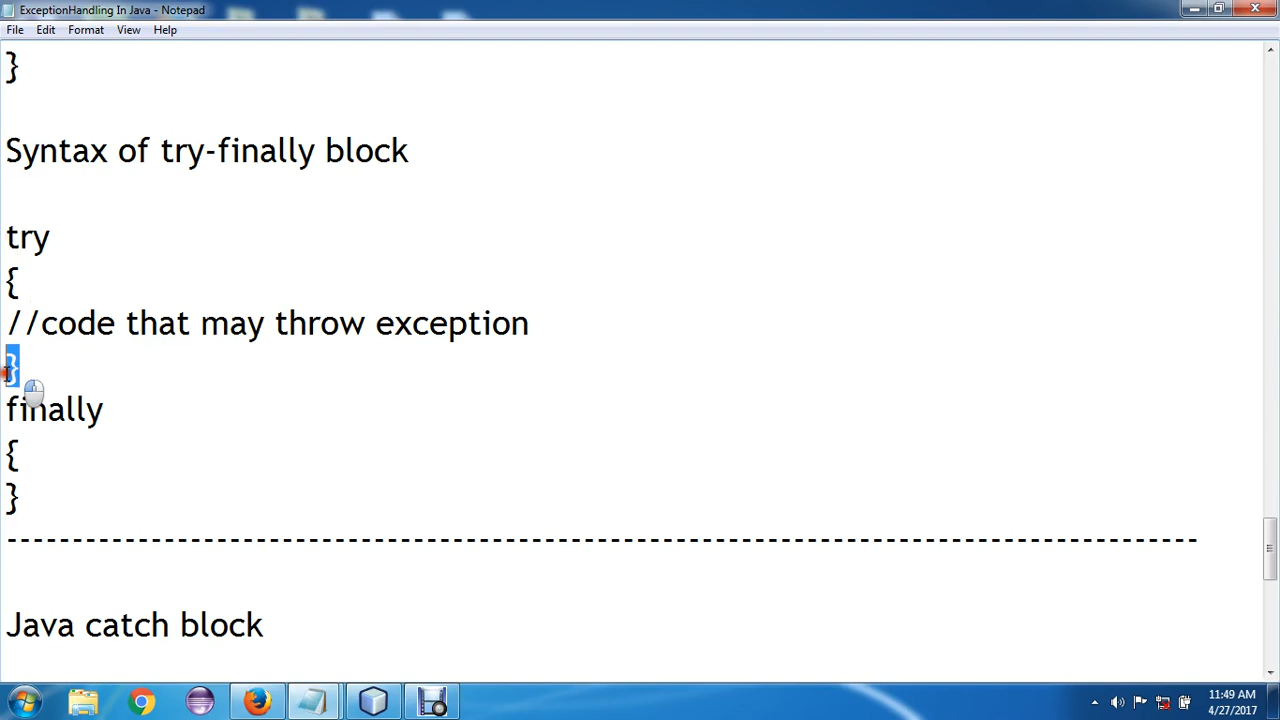 ExceptionHandling In Java - Notepad
File Edit Format View Help
}
Syntax of try-finally block
try
{
//code that may throw exception
}
finally
{
}
-------------------------------------------------------------------------------------------
Java catch block
11:49 AM
4/27/2017